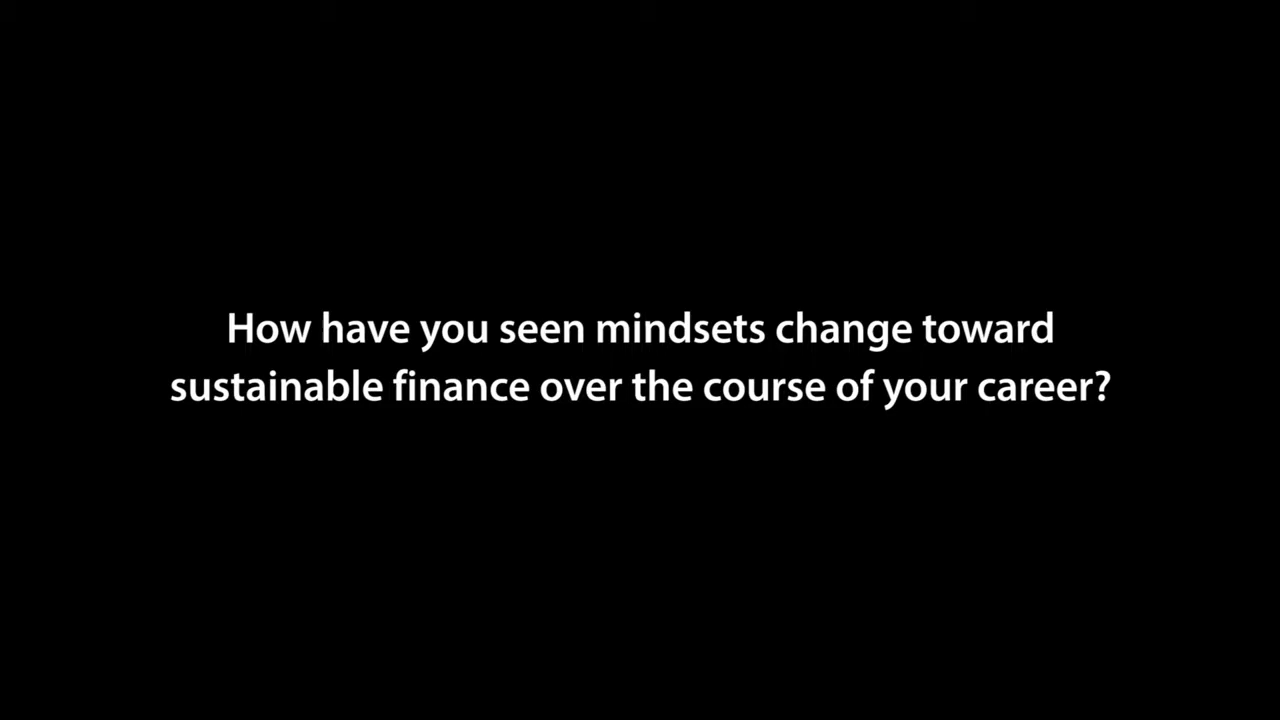 How have you seen mindsets change toward
sustainable finance over the course of your career?